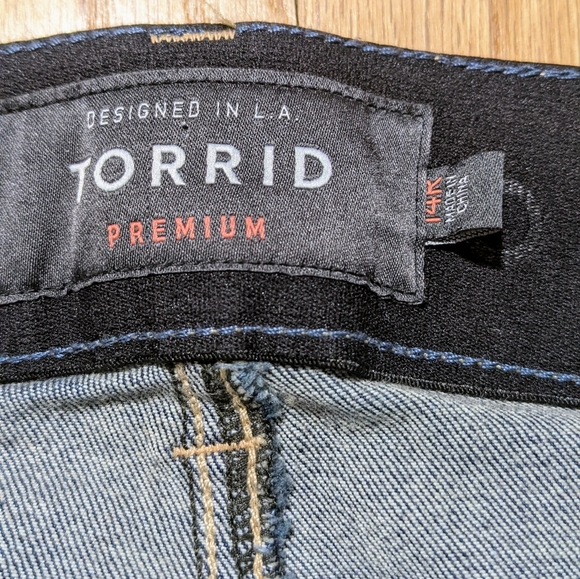 DESIGNED IN L.A.
TORRID
PREMIUM
14R
MADE IN
CHINA